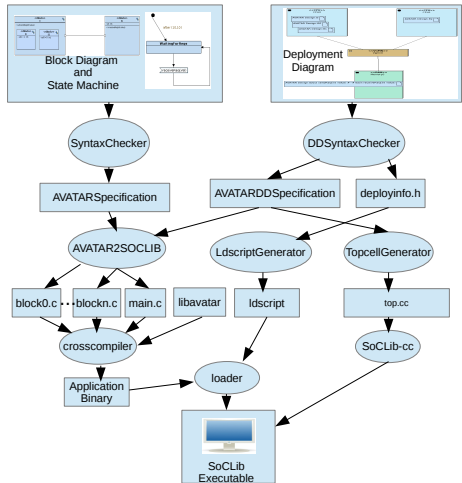 Block Diagram
and
State Machine
Deployment
Diagram
SyntaxChecker
DDSyntaxChecker
AVATARSpecification
AVATARDDSpecification
deployinfo.h
AVATAR2SOCLIB
LdscriptGenerator
TopcellGenerator
block0.c
blockn.c
main.c
libavatar
ldscript
top.cc
crosscompiler
SoCLib-cc
Application
Binary
loader
SoCLib
Executable